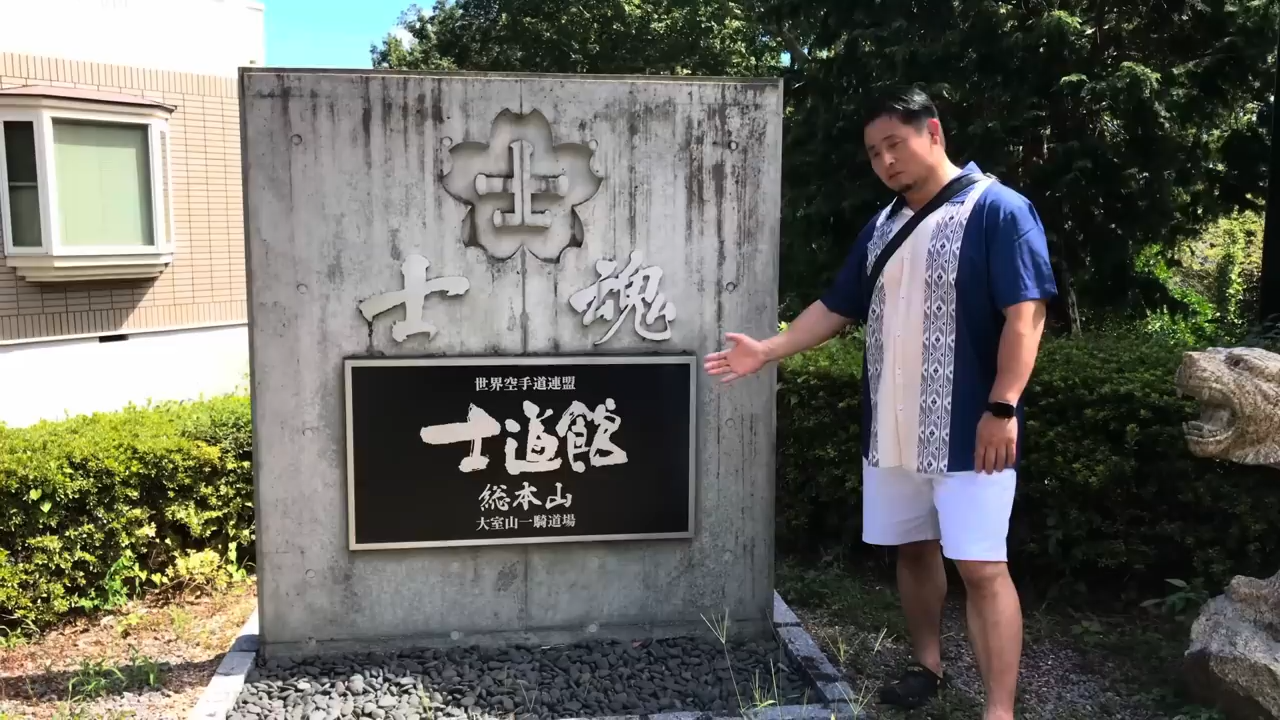 士
士魂
世界空手道連盟
士道館
総本山
大室山一騎道場